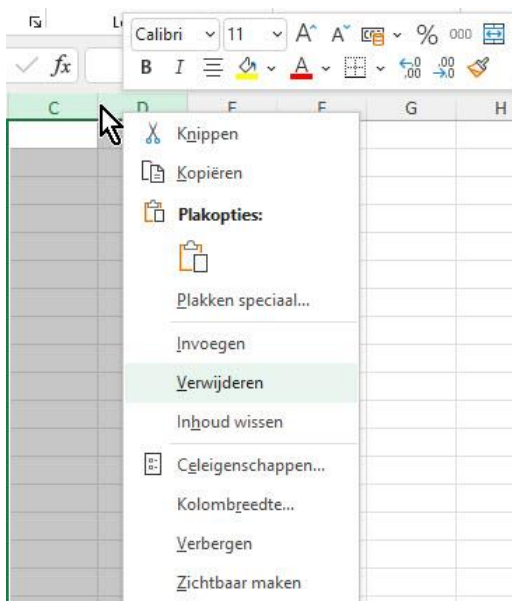 Calibri 11 A^ A˅ % 000
B I A
fx
C D E F G H
Knippen
Kopiëren
Plakopties:
Plakken speciaal...
Invoegen
Verwijderen
Inhoud wissen
Celeigenschappen...
Kolombreedte...
Verbergen
Zichtbaar maken